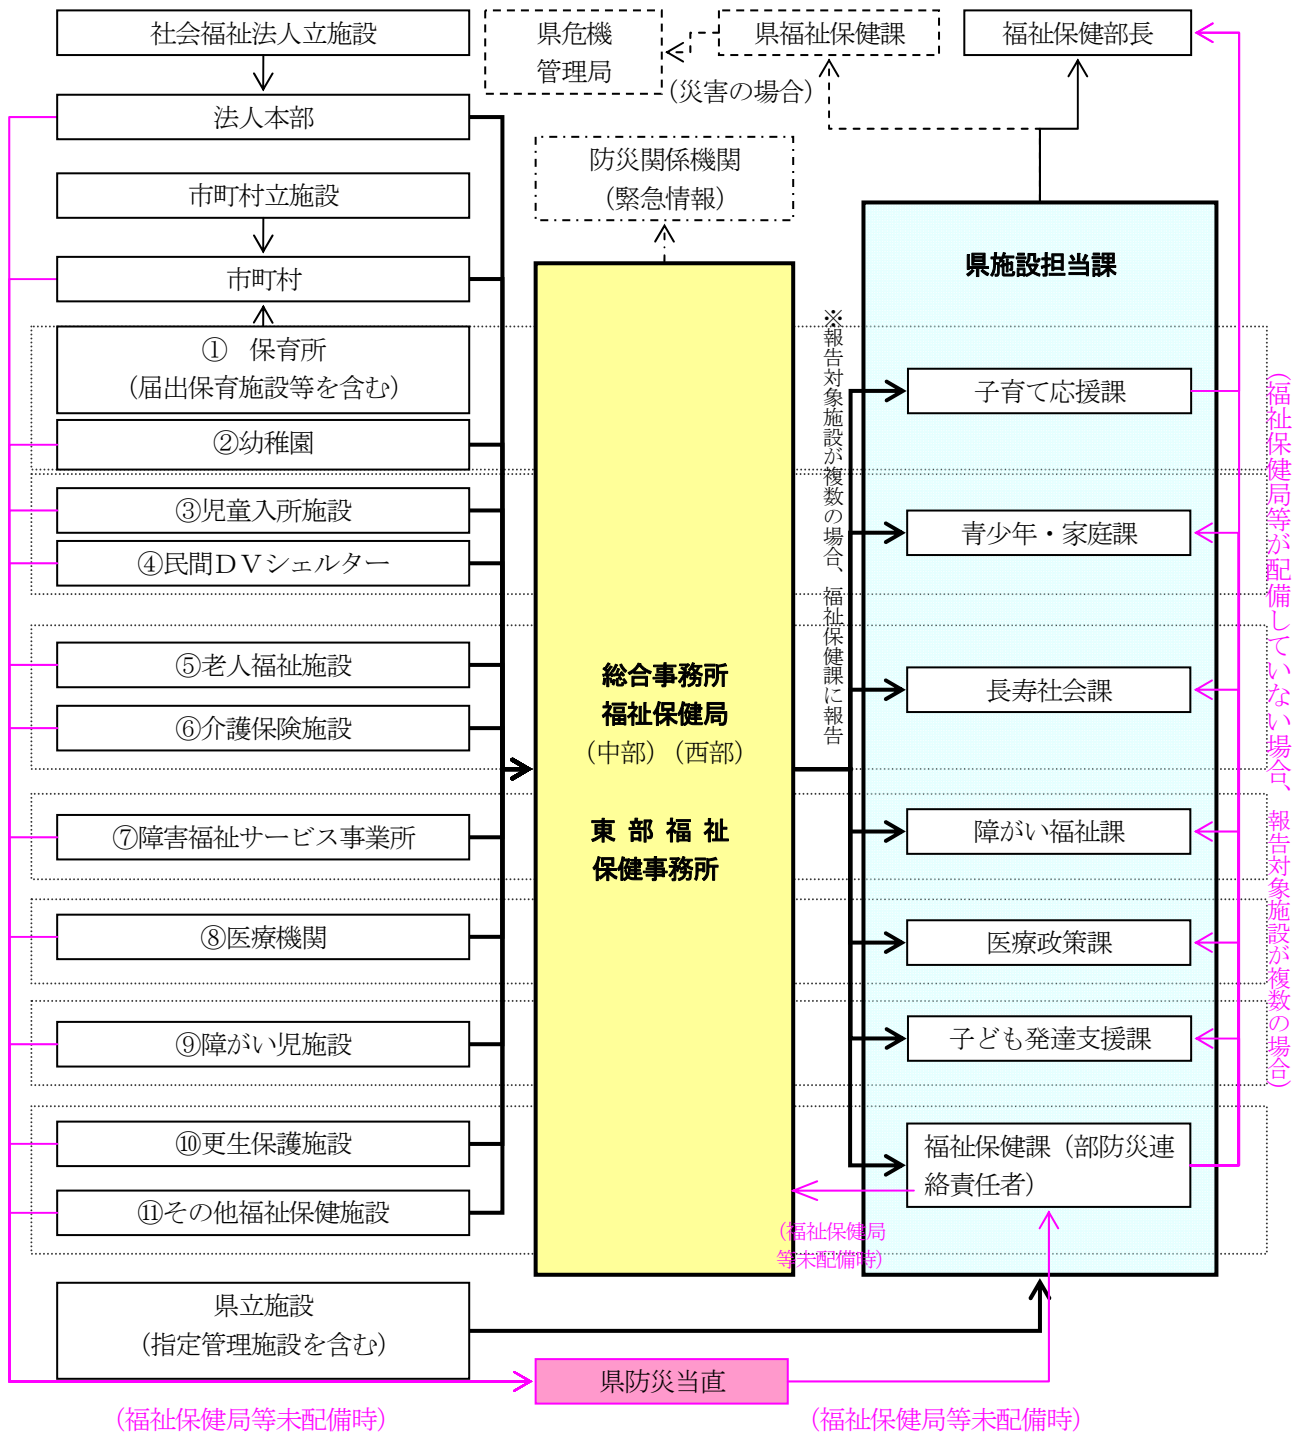 社会福祉法人立施設
県危機
管理局
県福祉保健課
福祉保健部長
（災害の場合）
法人本部
防災関係機関
（緊急情報）
市町村立施設
市町村
県施設担当課
① 保育所
（届出保育施設等を含む）
②幼稚園
③児童入所施設
④民間ＤＶシェルター
⑤老人福祉施設
⑥介護保険施設
⑦障害福祉サービス事業所
⑧医療機関
⑨障がい児施設
⑩更生保護施設
⑪その他福祉保健施設
県立施設
（指定管理施設を含む）
総合事務所
福祉保健局
（中部）（西部）
東 部 福 祉
保健事務所
※報告対象施設が複数の場合、福祉保健課に報告
子育て応援課
青少年・家庭課
長寿社会課
障がい福祉課
医療政策課
子ども発達支援課
福祉保健課（部防災連
絡責任者）
（福祉保健局等が配備していない場合、報告対象施設が複数の場合）
（福祉保健局
等未配備時）
県防災当直
（福祉保健局等未配備時）
（福祉保健局等未配備時）